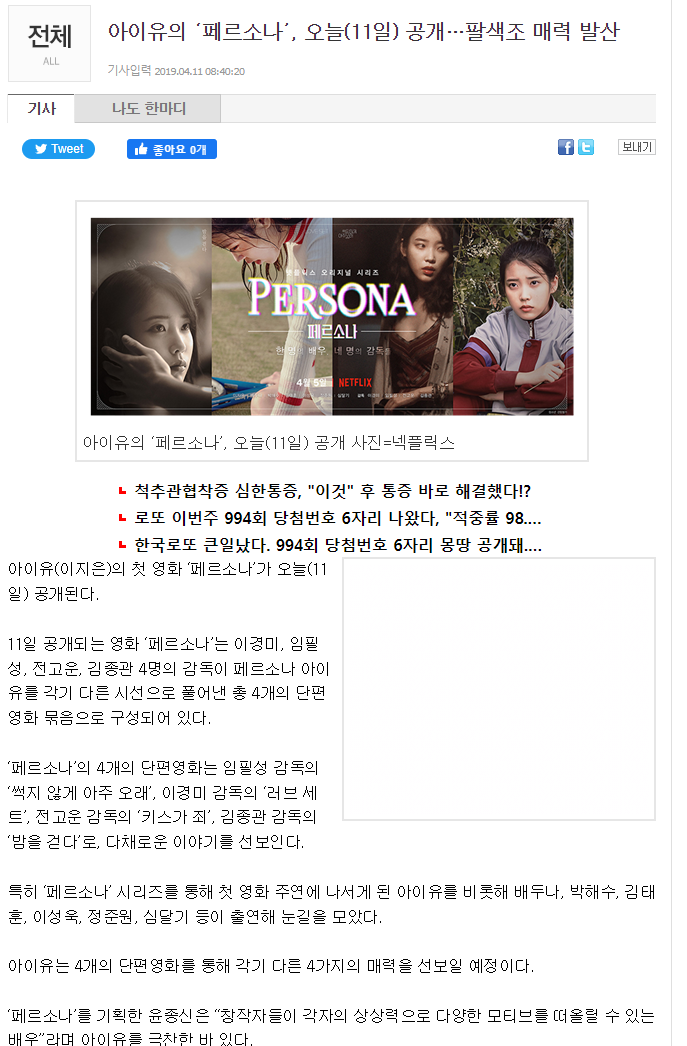 전체
ALL
아이유의 ‘페르소나’, 오늘(11일) 공개…팔색조 매력 발산
기사입력 2019.04.11 08:40:20
기사
나도 한마디
Tweet
좋아요 0개
보내기
넷플릭스 오리지널 시리즈
PERSONA
페르소나
한 명의 배우, 네 명의 감독들
4월 5일
NETFLIX
아이유의 ‘페르소나’, 오늘(11일) 공개 사진=넷플릭스
척추관협착증 심한통증, "이것" 후 통증 바로 해결했다!?
로또 이번주 994회 당첨번호 6자리 나왔다, "적중률 98....
한국로또 큰일났다. 994회 당첨번호 6자리 몽땅 공개돼....
아이유(이지은)의 첫 영화 ‘페르소나’가 오늘(11
일) 공개된다.
11일 공개되는 영화 ‘페르소나’는 이경미, 임필
성, 전고운, 김종관 4명의 감독이 페르소나 아이
유를 각기 다른 시선으로 풀어낸 총 4개의 단편
영화 묶음으로 구성되어 있다.
‘페르소나’의 4개의 단편영화는 임필성 감독의
‘썩지 않게 아주 오래’, 이경미 감독의 ‘러브 세
트’, 전고운 감독의 ‘키스가 죄’, 김종관 감독의
‘밤을 걷다’로, 다채로운 이야기를 선보인다.
특히 ‘페르소나’ 시리즈를 통해 첫 영화 주연에 나서게 된 아이유를 비롯해 배두나, 박해수, 김태
훈, 이성욱, 정준원, 심달기 등이 출연해 눈길을 모았다.
아이유는 4개의 단편영화를 통해 각기 다른 4가지의 매력을 선보일 예정이다.
‘페르소나’를 기획한 윤종신은 “창작자들이 각자의 상상력으로 다양한 모티브를 떠올릴 수 있는
배우”라며 아이유를 극찬한 바 있다.